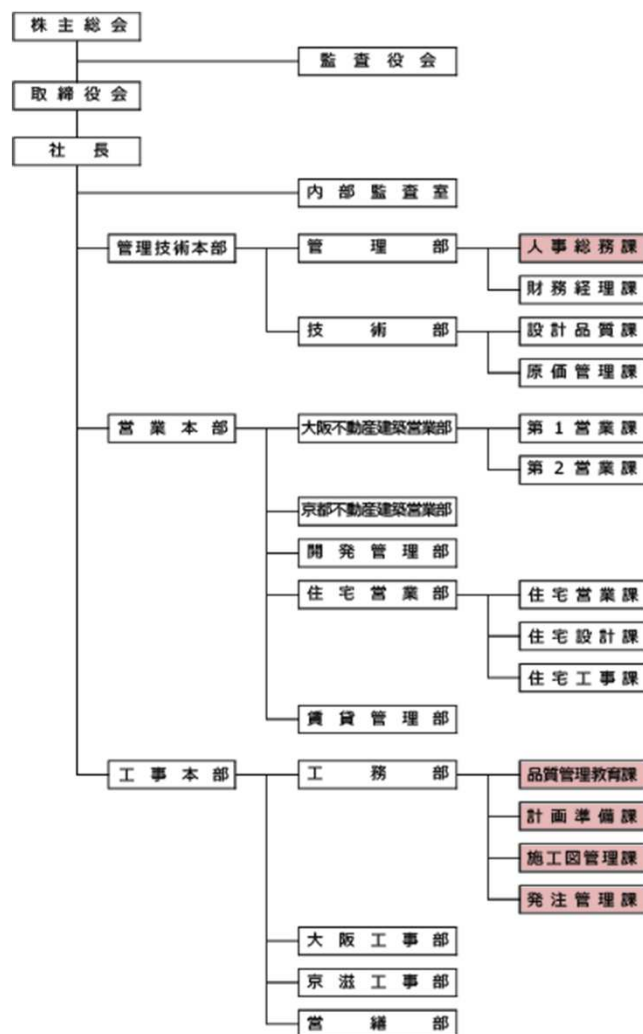 株主総会
監査役会
取締役会
社長
内部監査室
管理技術本部
管理部
人事総務課
財務経理課
技術部
設計品質課
原価管理課
営業本部
大阪不動産建築営業部
第1営業課
第2営業課
京都不動産建築営業部
開発管理部
住宅営業部
住宅営業課
住宅設計課
住宅工事課
賃貸管理部
工事本部
工務部
品質管理教育課
計画準備課
施工図管理課
発注管理課
大阪工事部
京滋工事部
営繕部